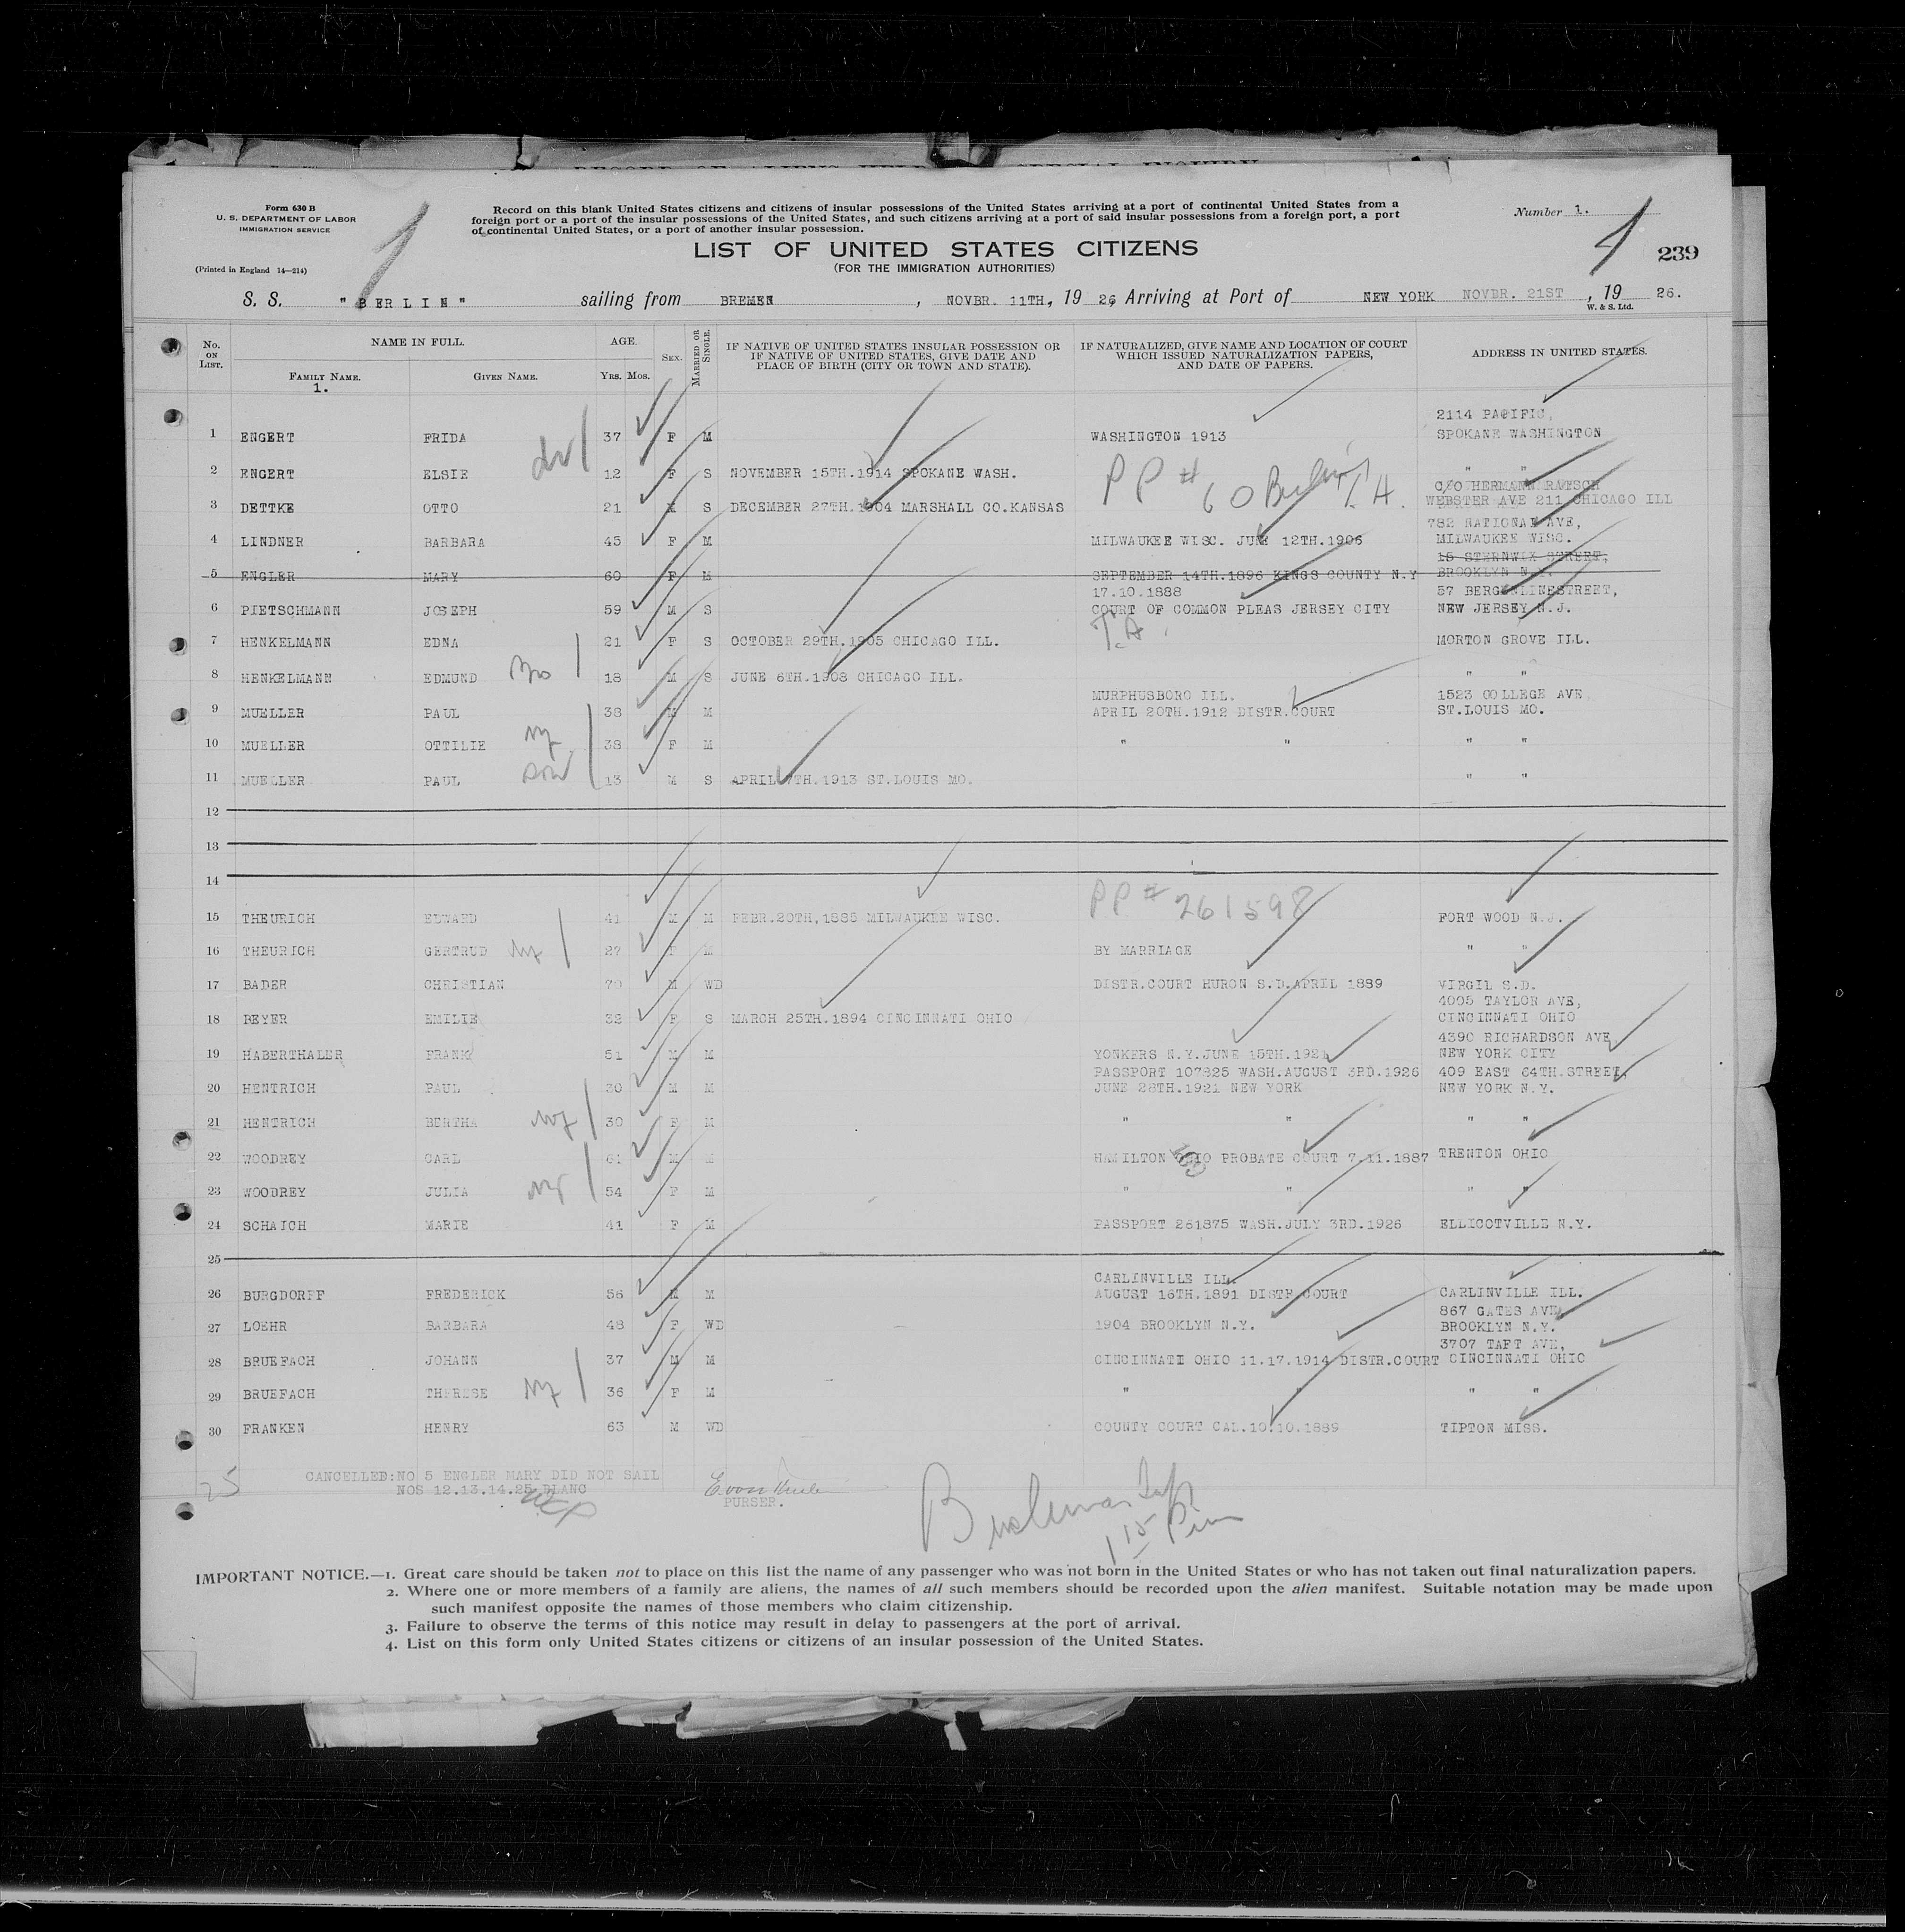 Form 630 B
U. S. DEPARTMENT OF LABOR
IMMIGRATION SERVICE
(Printed in England 14—214)
1
Record on this blank United States citizens and citizens of insular possessions of the United States arriving at a port of continental United States from a
foreign port or a port of the insular possessions of the United States, and such citizens arriving at a port of said insular possessions from a foreign port, a port
of continental United States, or a port of another insular possession.
Number 1.
LIST OF UNITED STATES CITIZENS
(FOR THE IMMIGRATION AUTHORITIES)
239
S. S. "BERLIN" sailing from BREMEN, NOVBR. 11TH, 19 26, Arriving at Port of NEW YORK NOVBR. 21ST, 19 26.
W. & S. Ltd.
No. ON LIST. NAME IN FULL. AGE. SEX. MARRIED OR SINGLE. IF NATIVE OF UNITED STATES INSULAR POSSESSION OR IF NATIVE OF UNITED STATES, GIVE DATE AND PLACE OF BIRTH (CITY OR TOWN AND STATE). IF NATURALIZED, GIVE NAME AND LOCATION OF COURT WHICH ISSUED NATURALIZATION PAPERS, AND DATE OF PAPERS. ADDRESS IN UNITED STATES.
FAMILY NAME. GIVEN NAME. YRS. MOS.
1.
2114 PACIFIC,
1 ENGERT FRIDA 37 F M WASHINGTON 1913 SPOKANE WASHINGTON
2 ENGERT ELSIE 12 F S NOVEMBER 15TH.1914 SPOKANE WASH. " "
PP # 60 Berlin T.A.
C/O HERMANN RATSCH
3 DETTKE OTTO 21 M S DECEMBER 27TH.1904 MARSHALL CO.KANSAS WEBSTER AVE 211 CHICAGO ILL
782 NATIONAL AVE,
4 LINDNER BARBARA 45 F M MILWAUKEE WISC. JUNE 12TH.1906 MILWAUKEE WISC.
15 STERNWIX STREET,
5 ENGLER MARY 60 F M SEPTEMBER 14TH.1896 KINGS COUNTY N.Y BROOKLYN N.Y.
17.10.1888 57 BERGENLINESTREET,
6 PIETSCHMANN JOSEPH 59 M S COURT OF COMMON PLEAS JERSEY CITY NEW JERSEY N.J.
T.A.
7 HENKELMANN EDNA 21 F S OCTOBER 29TH.1905 CHICAGO ILL. MORTON GROVE ILL.
8 HENKELMANN EDMUND 18 M S JUNE 6TH.1908 CHICAGO ILL. " "
MURPHUSBORO ILL. 1523 COLLEGE AVE,
9 MUELLER PAUL 38 M M APRIL 20TH.1912 DISTR.COURT ST.LOUIS MO.
10 MUELLER OTTILIE 38 F M " " " "
11 MUELLER PAUL son 13 M S APRIL 7TH.1913 ST.LOUIS MO. " "
12
13
14
PP # 261598
15 THEURICH EDWARD 41 M M FEBR.20TH,1885 MILWAUKEE WISC. FORT WOOD N.J.
16 THEURICH GERTRUD 27 F M BY MARRIAGE " "
17 BADER CHRISTIAN 70 M WD DISTR.COURT HURON S.D.APRIL 1889 VIRGIL S.D.
4005 TAYLOR AVE,
18 BEYER EMILIE 32 F S MARCH 25TH.1894 CINCINNATI OHIO CINCINNATI OHIO
4390 RICHARDSON AVE
19 HABERTHALER FRANK 51 M M YONKERS N.Y.JUNE 15TH.1921 NEW YORK CITY
PASSPORT 107825 WASH.AUGUST 3RD.1926 409 EAST 64TH.STREET,
20 HENTRICH PAUL 30 M M JUNE 28TH.1921 NEW YORK NEW YORK N.Y.
21 HENTRICH BERTHA 30 F M " " " "
22 WOODREY CARL 61 M M HAMILTON OHIO PROBATE COURT 7.11.1887 TRENTON OHIO
23 WOODREY JULIA 54 F M " " " "
24 SCHAICH MARIE 41 F M PASSPORT 261875 WASH.JULY 3RD.1926 ELLICOTVILLE N.Y.
25
CARLINVILLE ILL.
26 BURGDORFF FREDERICK 56 M M AUGUST 16TH.1891 DISTR COURT CARLINVILLE ILL.
867 GATES AVE,
27 LOEHR BARBARA 48 F WD 1904 BROOKLYN N.Y. BROOKLYN N.Y.
3707 TAFT AVE,
28 BRUEFACH JOHANN 37 M M CINCINNATI OHIO 11.17.1914 DISTR.COURT CINCINNATI OHIO
29 BRUEFACH THERESE 36 F M " " " "
30 FRANKEN HENRY 63 M WD COUNTY COURT CAL.10.10.1889 TIPTON MISS.
25
CANCELLED:NO 5 ENGLER MARY DID NOT SAIL
NOS 12.13.14.25 BLANC
PURSER.
IMPORTANT NOTICE.—1. Great care should be taken not to place on this list the name of any passenger who was not born in the United States or who has not taken out final naturalization papers.
2. Where one or more members of a family are aliens, the names of all such members should be recorded upon the alien manifest. Suitable notation may be made upon
such manifest opposite the names of those members who claim citizenship.
3. Failure to observe the terms of this notice may result in delay to passengers at the port of arrival.
4. List on this form only United States citizens or citizens of an insular possession of the United States.